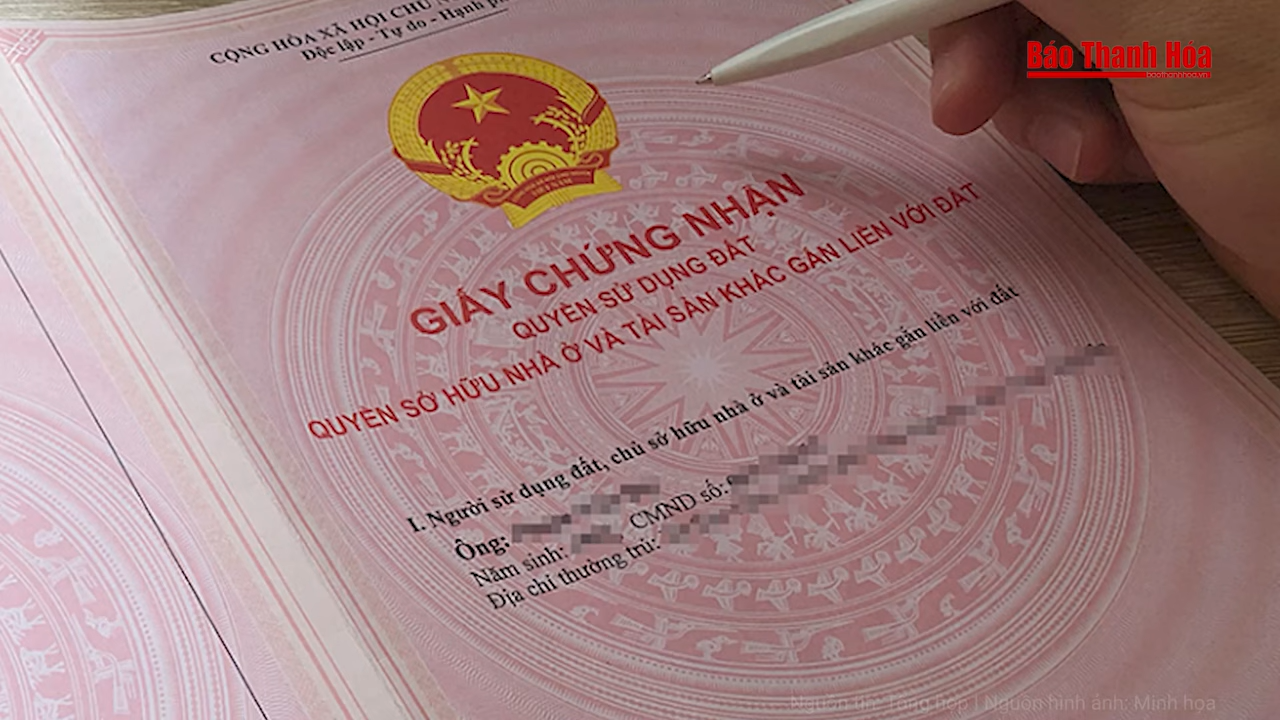 CỘNG HÒA XÃ HỘI CHỦ
Độc lập - Tự do - Hạnh
Báo Thanh Hóa
baothanhhoa.vn
GIẤY CHỨNG NHẬN
QUYỀN SỬ DỤNG ĐẤT
QUYỀN SỞ HỮU NHÀ Ở VÀ TÀI SẢN KHÁC GẮN LIỀN VỚI ĐẤT
I. Người sử dụng đất, chủ sở hữu nhà ở và tài sản khác gắn liền với đất
Ông:
Năm sinh: CMND số:
Địa chỉ thường trú:
Nguồn tin: Tổng hợp | Nguồn hình ảnh: Minh họa